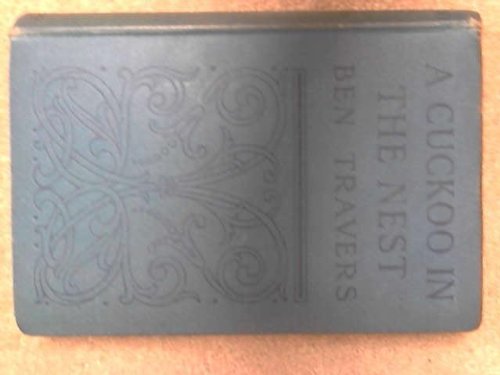 A CUCKOO IN
THE NEST
BEN TRAVERS